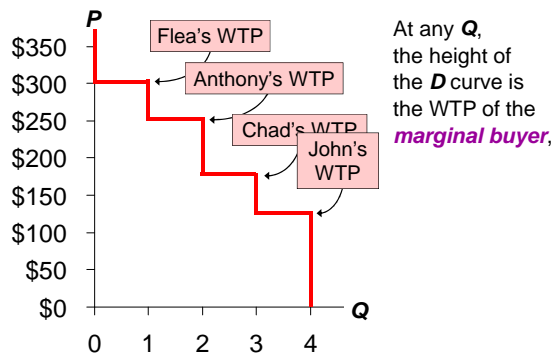 P
$350
$300
$250
$200
$150
$100
$50
$0
0 1 2 3 4
Q
Flea's WTP
Anthony's WTP
Chad's WTP
John's
WTP
At any Q,
the height of
the D curve is
the WTP of the
marginal buyer,